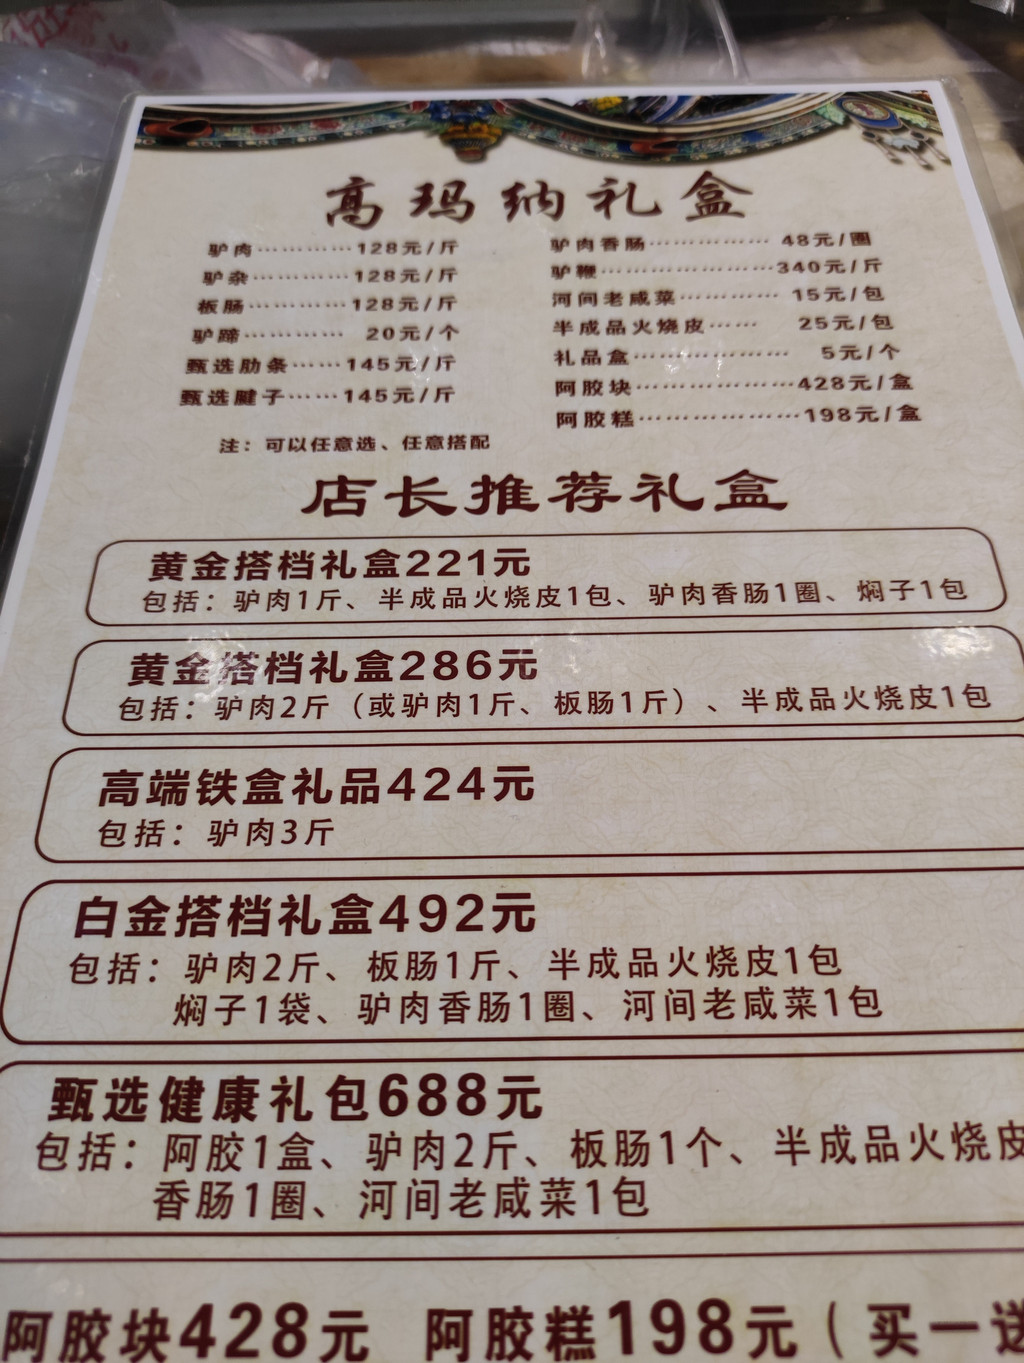 高玛纳礼盒
驴肉…………128元/斤
驴杂…………128元/斤
板肠…………128元/斤
驴蹄………… 20元/个
甄选肋条……145元/斤
甄选腱子……145元/斤
驴肉香肠…………… 48元/圈
驴鞭…………………340元/斤
河间老咸菜………… 15元/包
半成品火烧皮…… 25元/包
礼品盒……………… 5元/个
阿胶块………………428元/盒
阿胶糕………………198元/盒
注：可以任意选、任意搭配
店长推荐礼盒
黄金搭档礼盒221元
包括：驴肉1斤、半成品火烧皮1包、驴肉香肠1圈、焖子1包
黄金搭档礼盒286元
包括：驴肉2斤（或驴肉1斤、板肠1斤）、半成品火烧皮1包
高端铁盒礼品424元
包括：驴肉3斤
白金搭档礼盒492元
包括：驴肉2斤、板肠1斤、半成品火烧皮1包
焖子1袋、驴肉香肠1圈、河间老咸菜1包
甄选健康礼包688元
包括：阿胶1盒、驴肉2斤、板肠1个、半成品火烧皮
香肠1圈、河间老咸菜1包
阿胶块428元 阿胶糕198元（买一送